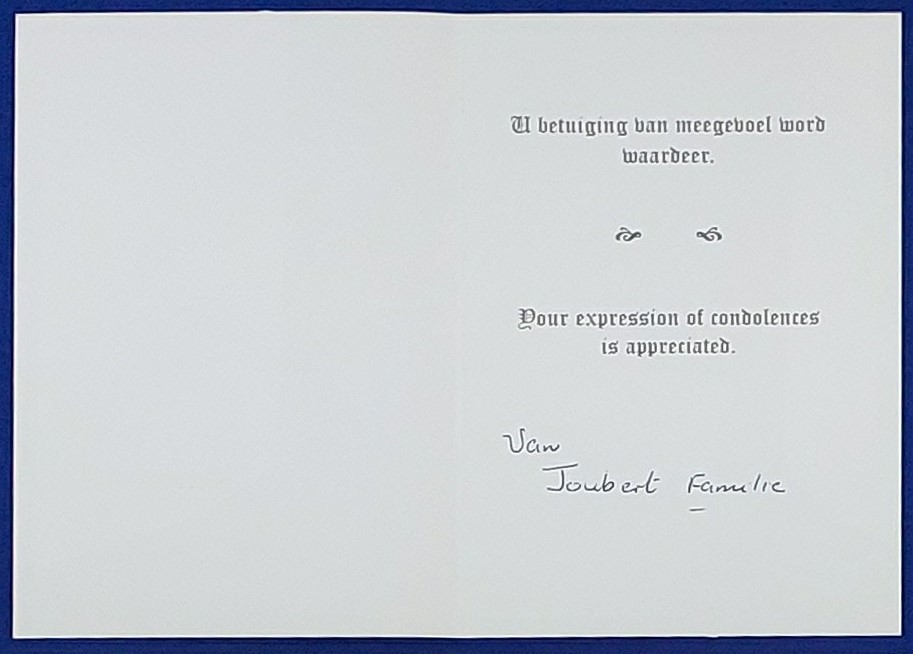 U betuiging van meegevoel word
waardeer.
Your expression of condolences
is appreciated.
Van
Joubert Familie